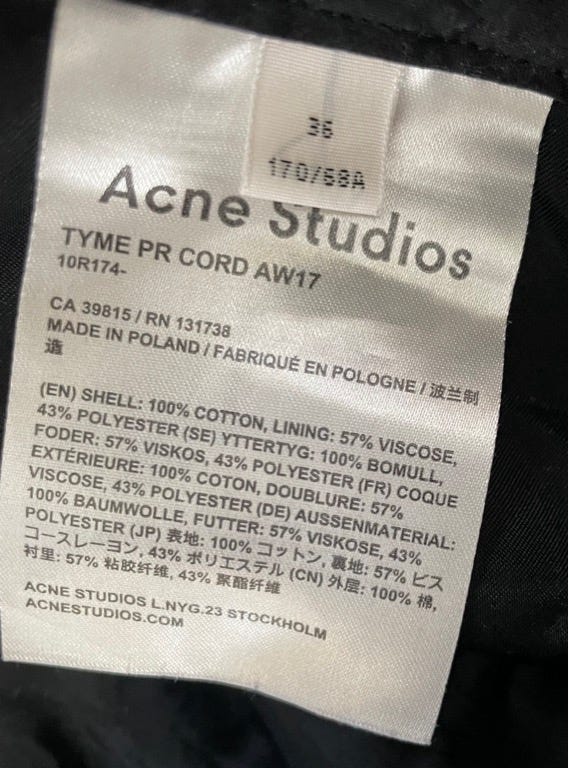 36
170/68A
Acne Studios
TYME PR CORD AW17
10R174-
CA 39815 / RN 131738
MADE IN POLAND / FABRIQUÉ EN POLOGNE / 波兰制
造
(EN) SHELL: 100% COTTON, LINING: 57% VISCOSE,
43% POLYESTER (SE) YTTERTYG: 100% BOMULL,
FODER: 57% VISKOS, 43% POLYESTER (FR) COQUE
EXTÉRIEURE: 100% COTON, DOUBLURE: 57%
VISCOSE, 43% POLYESTER (DE) AUSSENMATERIAL:
100% BAUMWOLLE, FUTTER: 57% VISKOSE, 43%
POLYESTER (JP) 表地: 100% コットン, 裏地: 57% ビス
コースレーヨン, 43% ポリエステル (CN) 外层: 100% 棉,
衬里: 57% 粘胶纤维, 43% 聚酯纤维
ACNE STUDIOS L.NYG.23 STOCKHOLM
ACNESTUDIOS.COM